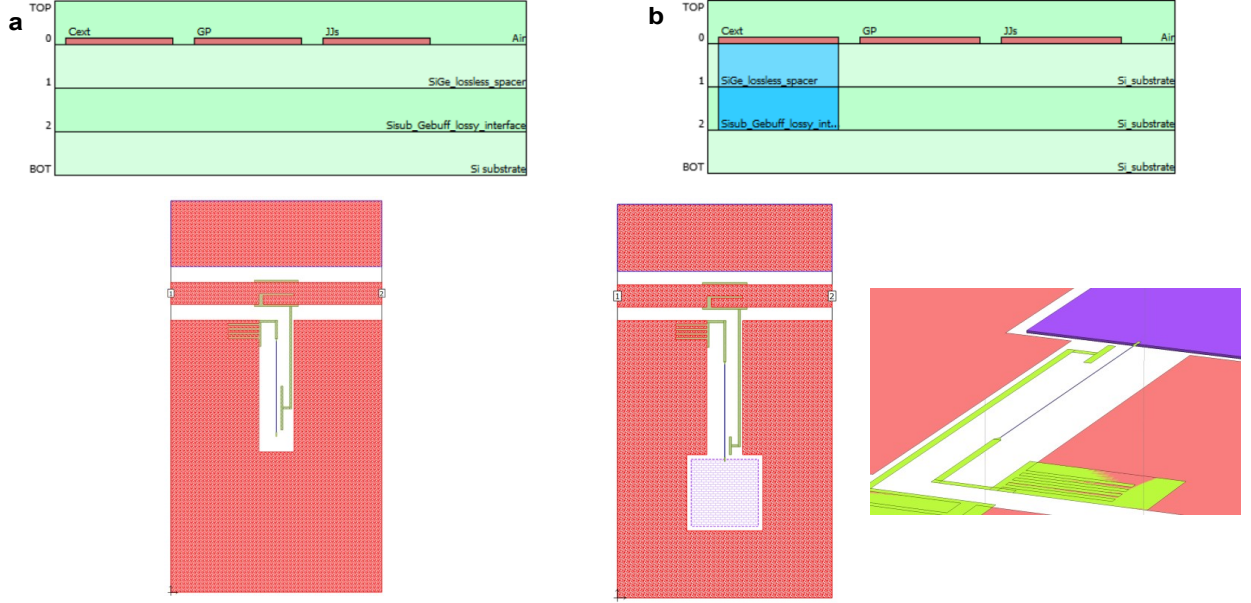 a
TOP
0
Cext GP JJs Air
1
SiGe_lossless_spacer
2
Sisub_Gebuff_lossy_interface
BOT
Si substrate
1 2
b
TOP
0
Cext GP JJs Air
1
SiGe_lossless_spacer Si_substrate
2
Sisub_Gebuff_lossy_int.. Si_substrate
BOT
Si_substrate
1 2